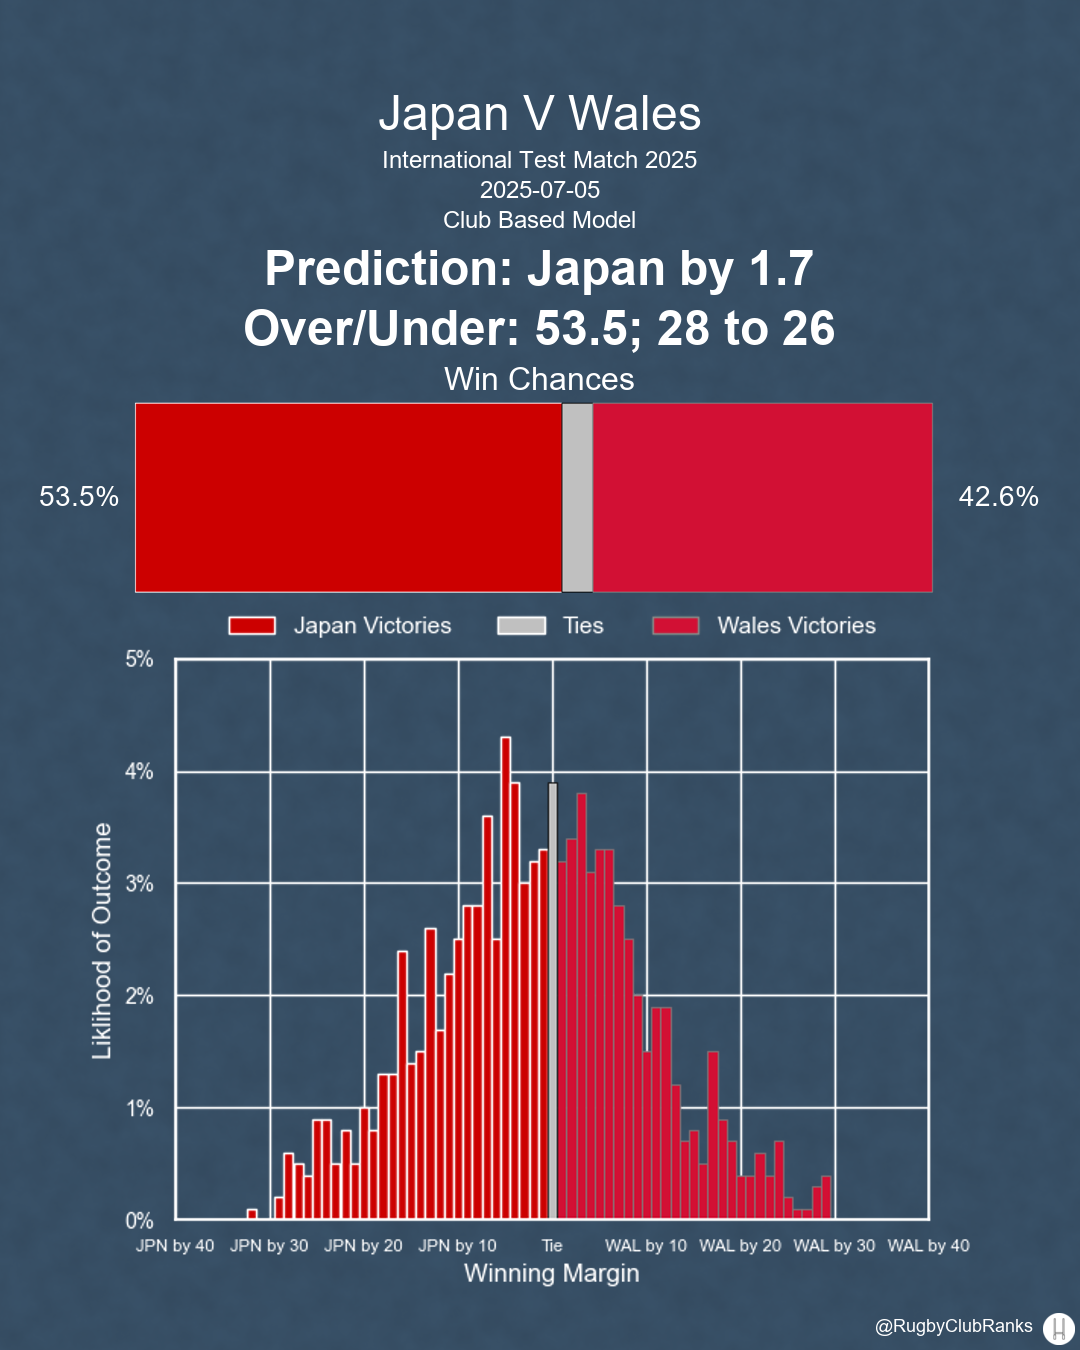 Japan V Wales
International Test Match 2025
2025-07-05
Club Based Model
Prediction: Japan by 1.7
Over/Under: 53.5; 28 to 26
Win Chances
53.5%
42.6%
Japan Victories
Ties
Wales Victories
5%
4%
3%
2%
1%
0%
Liklihood of Outcome
JPN by 40 JPN by 30 JPN by 20 JPN by 10 Tie WAL by 10 WAL by 20 WAL by 30 WAL by 40
Winning Margin
@RugbyClubRanks